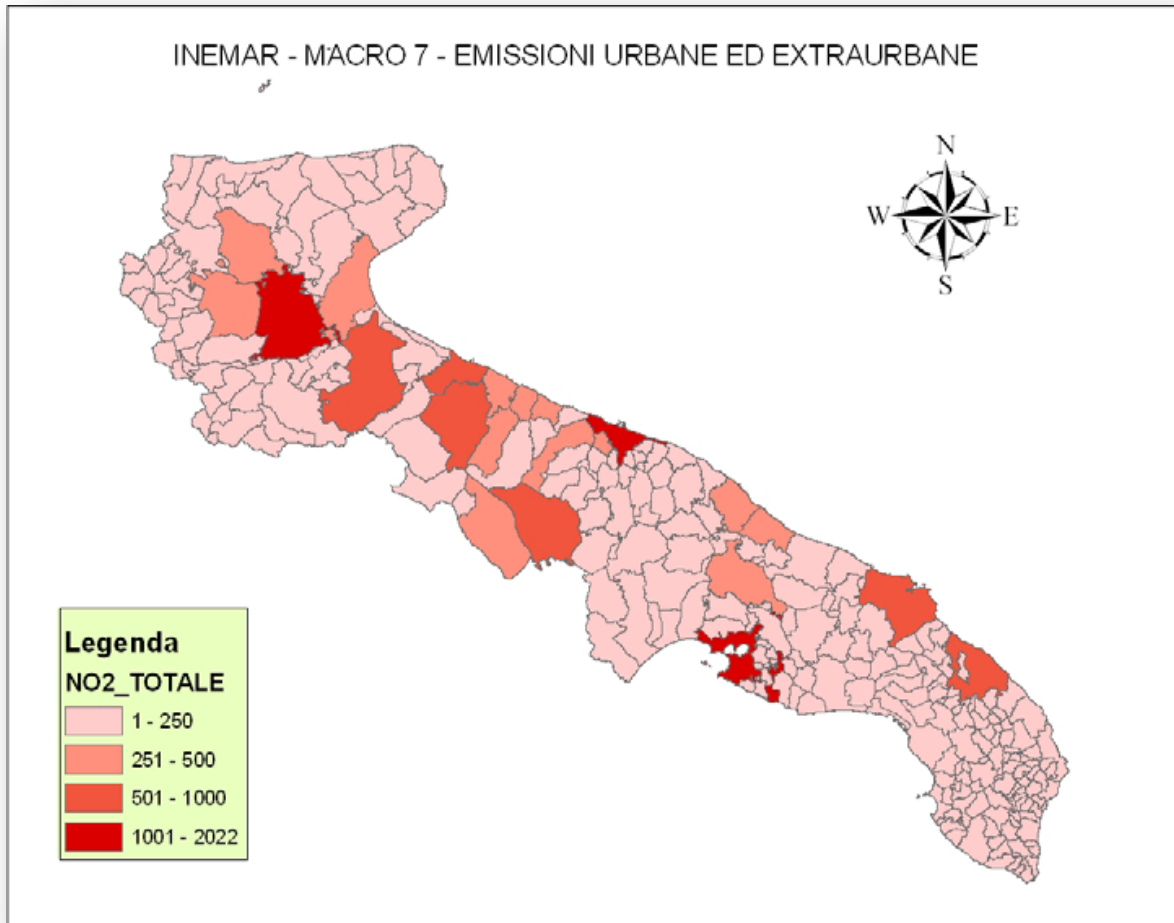 INEMAR - MACRO 7 - EMISSIONI URBANE ED EXTRAURBANE
N
W E
S
Legenda
NO2_TOTALE
1 - 250
251 - 500
501 - 1000
1001 - 2022